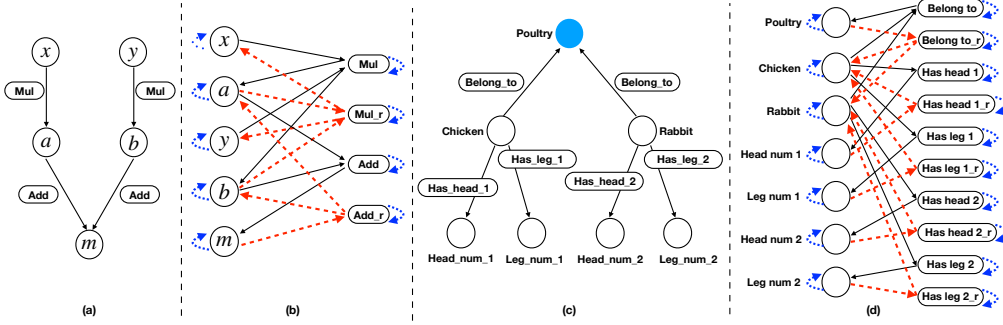 x
y
Mul
Mul
a
b
Add
Add
m
(a)
x
Mul
a
Mul_r
y
Add
b
Add_r
m
(b)
Poultry
Belong_to
Belong_to
Chicken
Rabbit
Has_leg_1
Has_leg_2
Has_head_1
Has_head_2
Head_num_1
Leg_num_1
Head_num_2
Leg_num_2
(c)
Belong to
Poultry
Belong to_r
Chicken
Has head 1
Rabbit
Has head 1_r
Has leg 1
Head num 1
Has leg 1_r
Leg num 1
Has head 2
Head num 2
Has head 2_r
Has leg 2
Leg num 2
Has leg 2_r
(d)